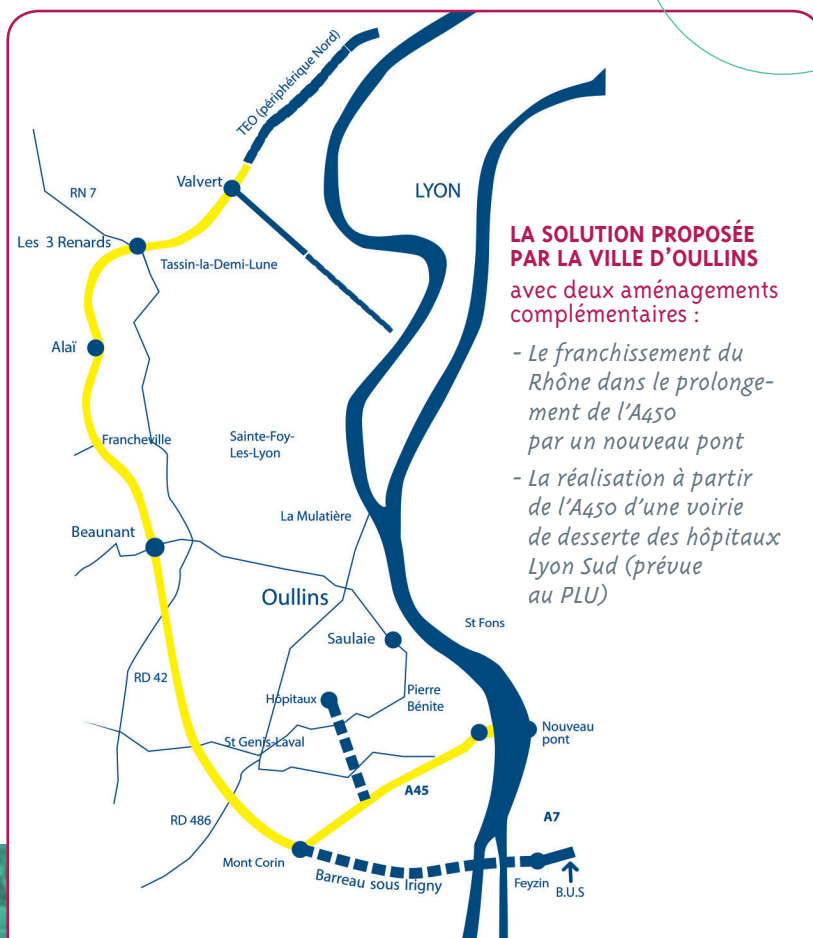 TEO (périphérique Nord)
Valvert
LYON
RN 7
Les 3 Renards
Tassin-la-Demi-Lune
Alaï
Francheville
Sainte-Foy-
Les-Lyon
La Mulatière
Beaunant
Oullins
Saulaie
St Fons
RD 42
Hôpitaux
Pierre
Bénite
St Genis-Laval
Nouveau
pont
A45
RD 486
A7
Mont Corin
Barreau sous Irigny
Feyzin
B.U.S
LA SOLUTION PROPOSÉE
PAR LA VILLE D'OULLINS
avec deux aménagements
complémentaires :
- Le franchissement du
Rhône dans le prolonge-
ment de l'A450
par un nouveau pont
- La réalisation à partir
de l'A450 d'une voirie
de desserte des hôpitaux
Lyon Sud (prévue
au PLU)